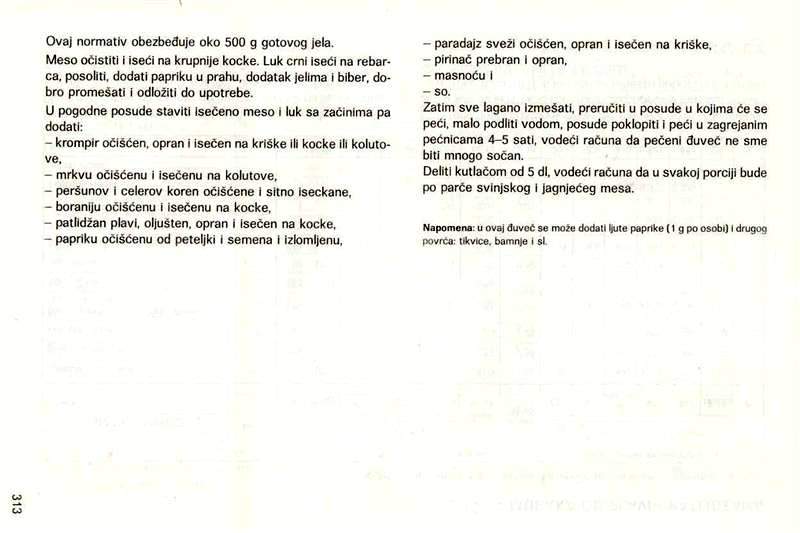 Ovaj normativ obezbeđuje oko 500 g gotovog jela.
Meso očistiti i iseći na krupnije kocke. Luk crni iseći na rebar-
ca, posoliti, dodati papriku u prahu, dodatak jelima i biber, do-
bro promešati i odložiti do upotrebe.
U pogodne posude staviti isečeno meso i luk sa začinima pa
dodati:
– krompir očišćen, opran i isečen na kriške ili kocke ili koluto-
ve,
– mrkvu očišćenu i isečenu na kolutove,
– peršunov i celerov koren očišćene i sitno iseckane,
– boraniju očišćenu i isečenu na kocke,
– patlidžan plavi, oljušten, opran i isečen na kocke,
– papriku očišćenu od peteljki i semena i izlomljenu,
– paradajz sveži očišćen, opran i isečen na kriške,
– pirinač prebran i opran,
– masnoću i
– so.
Zatim sve lagano izmešati, preručiti u posude u kojima će se
peći, malo podliti vodom, posude poklopiti i peći u zagrejanim
pećnicama 4–5 sati, vodeći računa da pečeni đuveč ne sme
biti mnogo sočan.
Deliti kutlačom od 5 dl, vodeći računa da u svakoj porciji bude
po parče svinjskog i jagnjećeg mesa.
Napomena: u ovaj đuveč se može dodati ljute paprike (1 g po osobi) i drugog
povrća: tikvice, bamnje i sl.
313